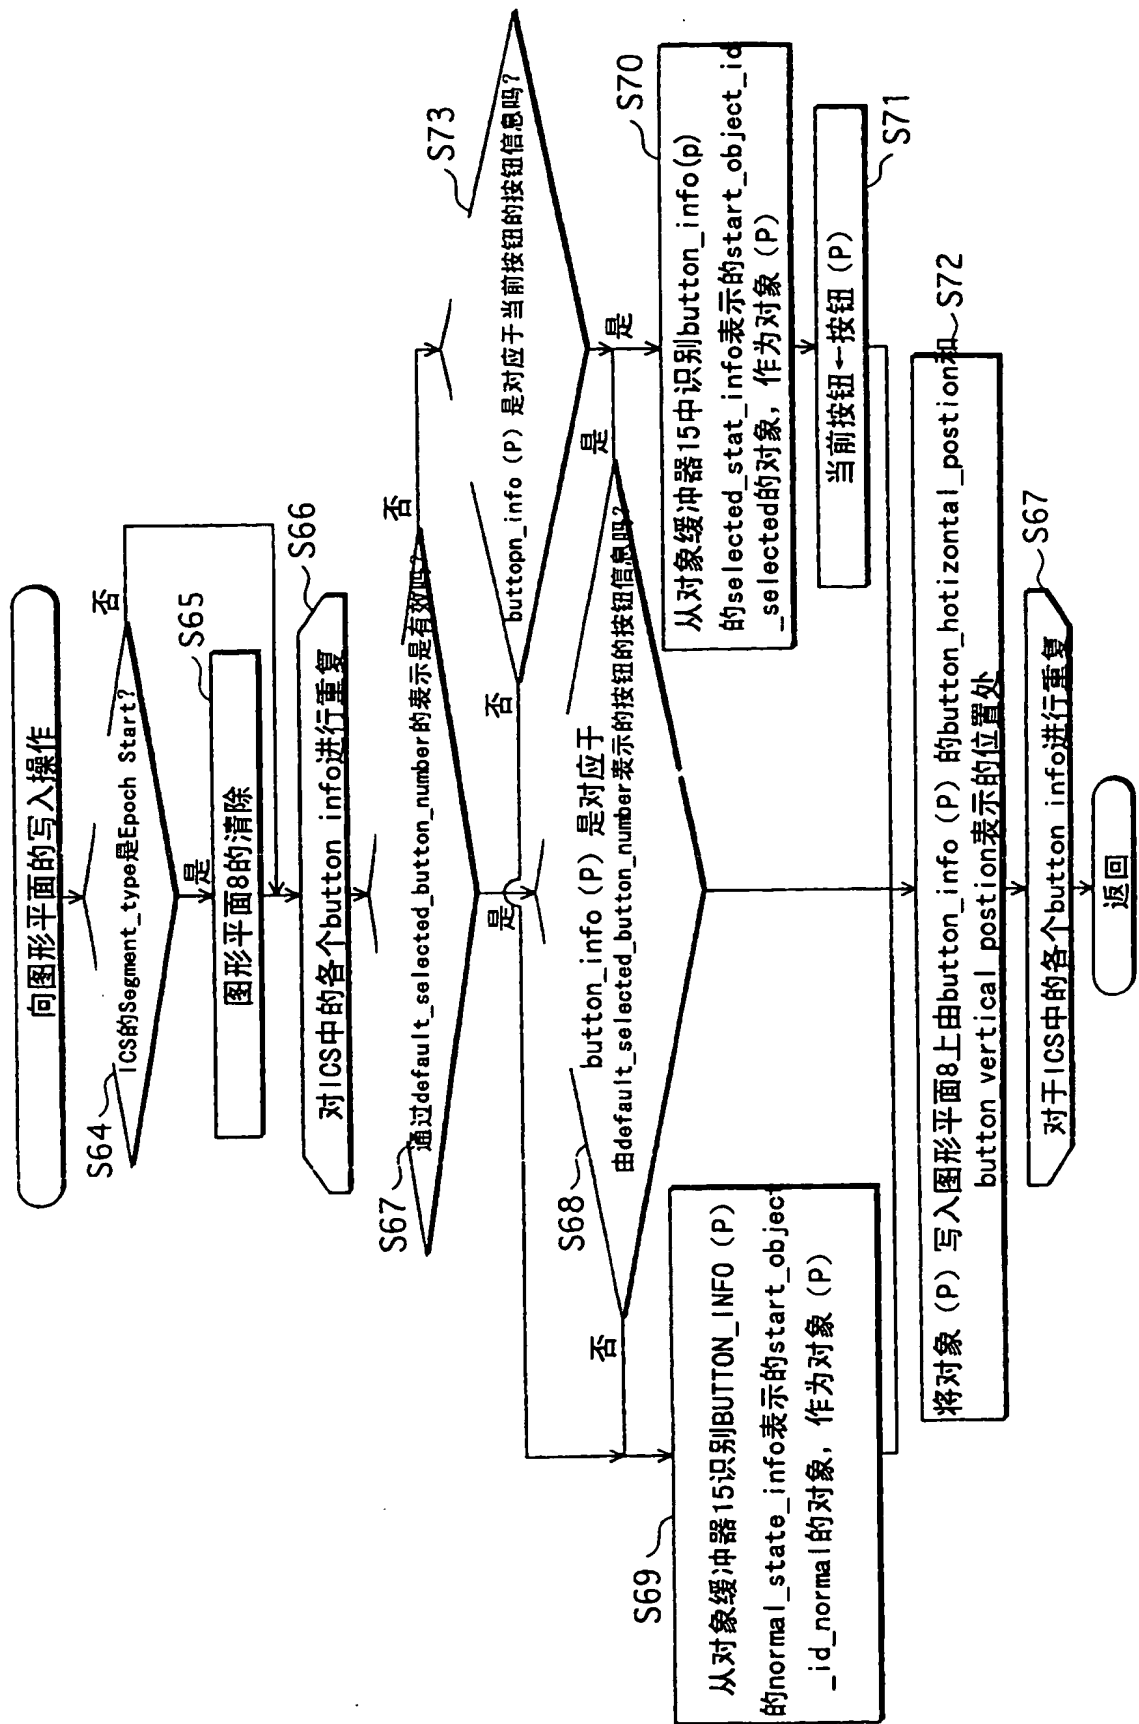 向图形平面的写入操作
S64
ICS的Segment_type是Epoch Start?
否
是
S65
图形平面8的清除
S66
对ICS中的各个button info进行重复
S67
通过default_selected_button_number的表示是有效吗?
否
是
S73
buttopn_info (P) 是对应于当前按钮的按钮信息吗?
否
是
S68
button_info (P) 是对应于
由default_selected_button_number表示的按钮的按钮信息吗?
是
否
S70
从对象缓冲器15中识别button_info(p)
的selected_stat_info表示的start_object_id
_selected的对象, 作为对象 (P)
S71
当前按钮←按钮 (P)
S69
从对象缓冲器15识别BUTTON_INFO (P)
的normal_state_info表示的start_object
_id_normal的对象, 作为对象 (P)
S72
将对象 (P) 写入图形平面8上由button_info (P) 的button_hotizontal_postion和
button vertical postion表示的位置处
S67
对于ICS中的各个button info进行重复
返回